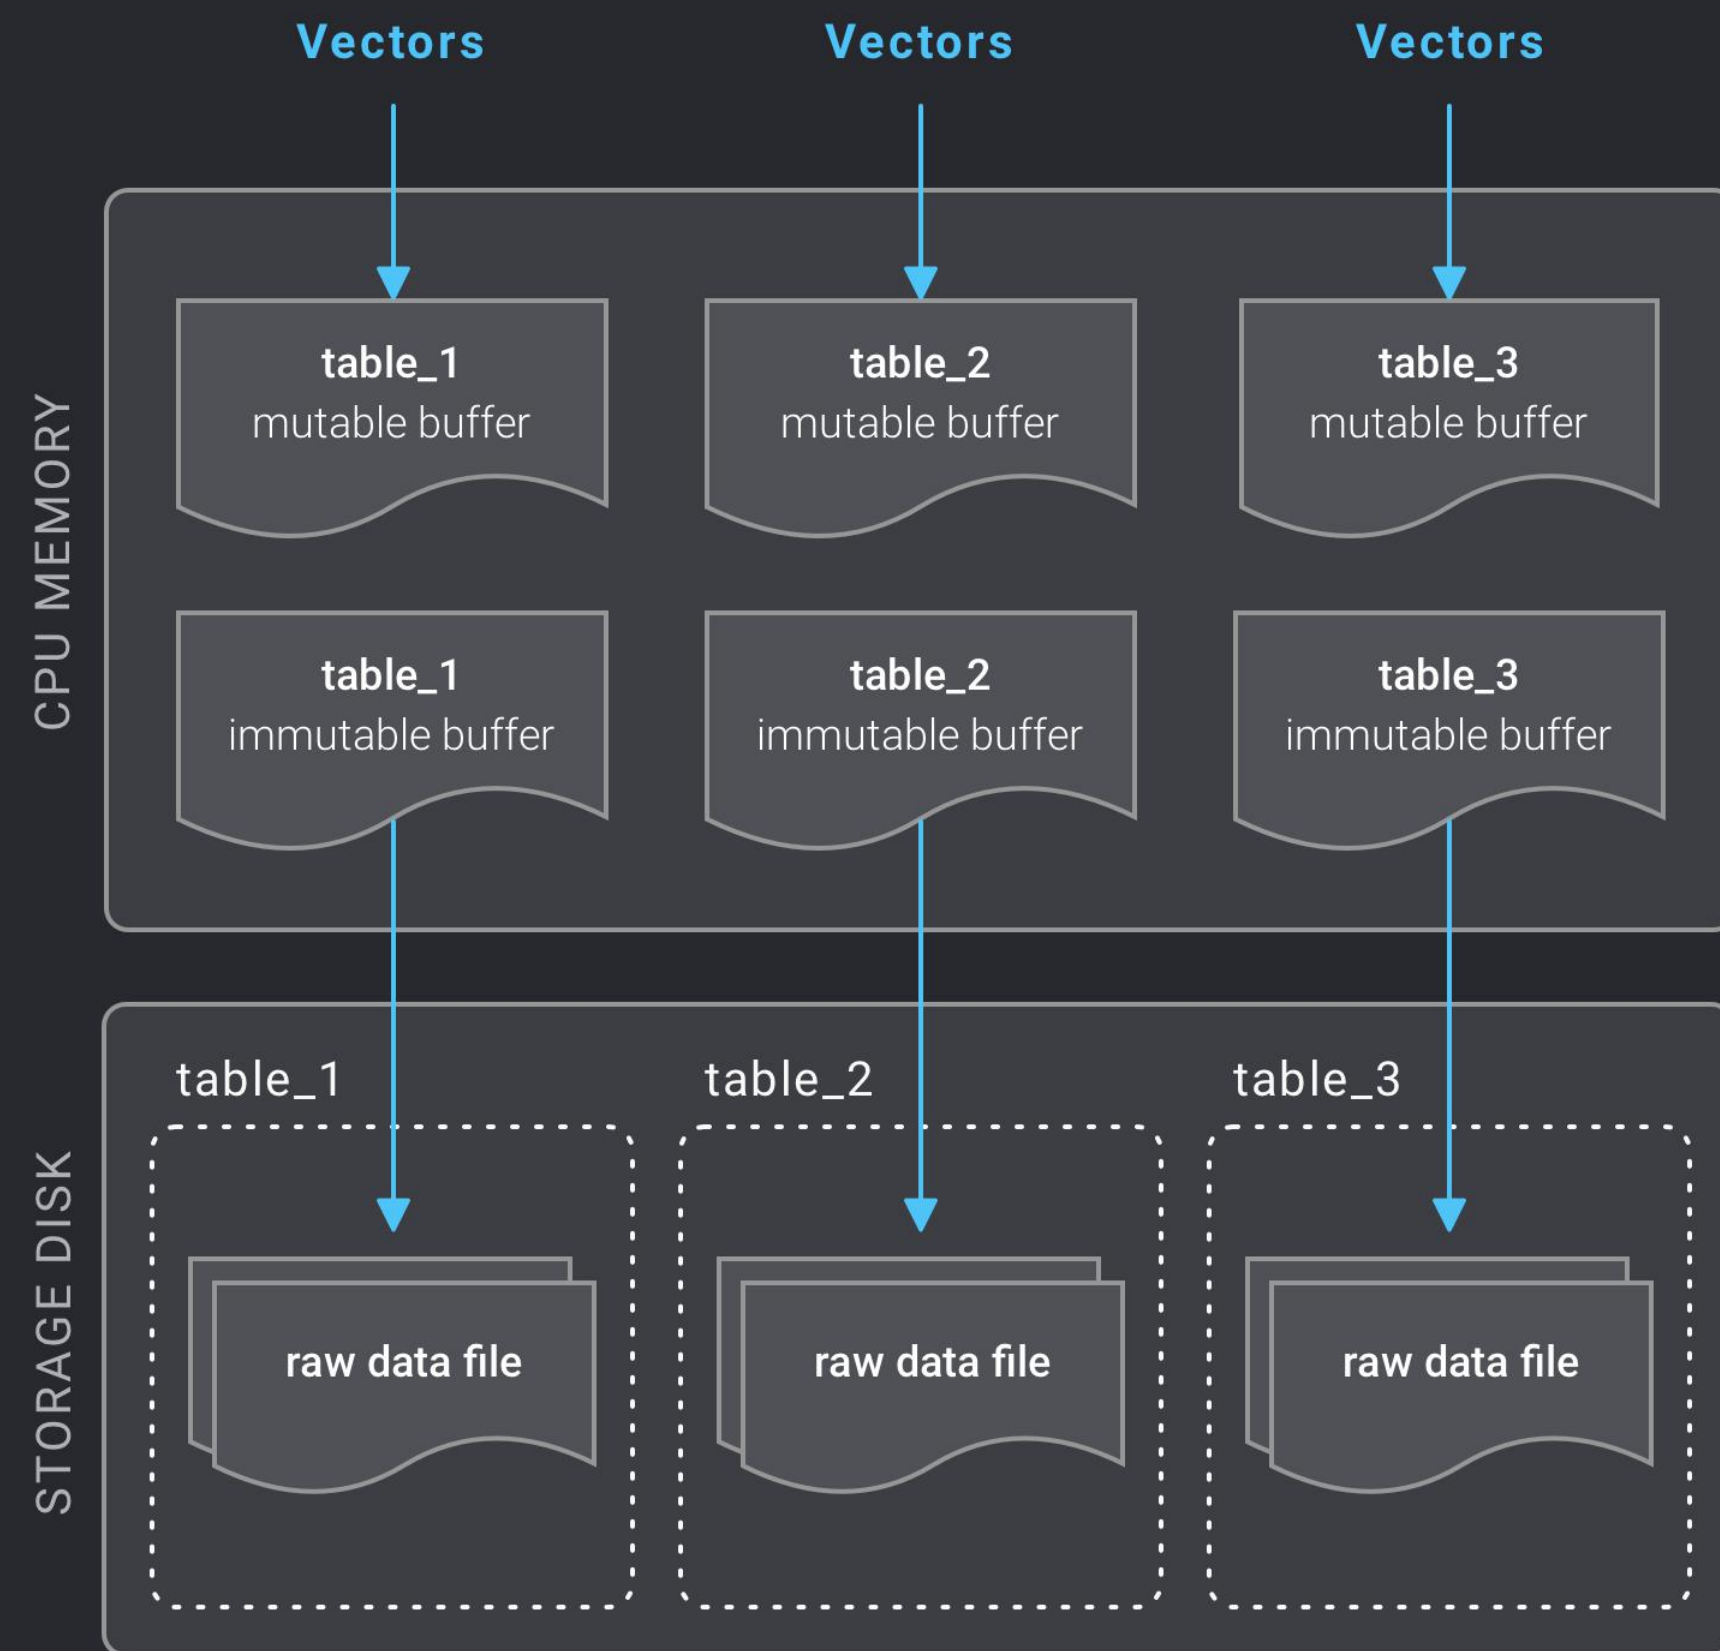 Vectors
Vectors
Vectors
CPU MEMORY
table_1
mutable buffer
table_2
mutable buffer
table_3
mutable buffer
table_1
immutable buffer
table_2
immutable buffer
table_3
immutable buffer
STORAGE DISK
table_1
table_2
table_3
raw data file
raw data file
raw data file